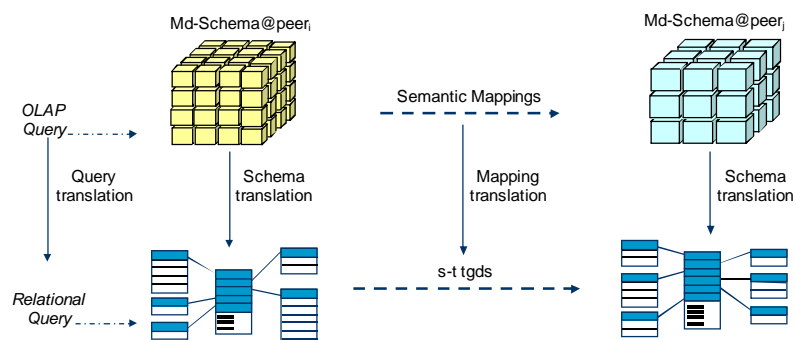 Md-Schema@peeri
Md-Schema@peerj
OLAP
Query
Semantic Mappings
Query
translation
Schema
translation
Mapping
translation
Schema
translation
s-t tgds
Relational
Query